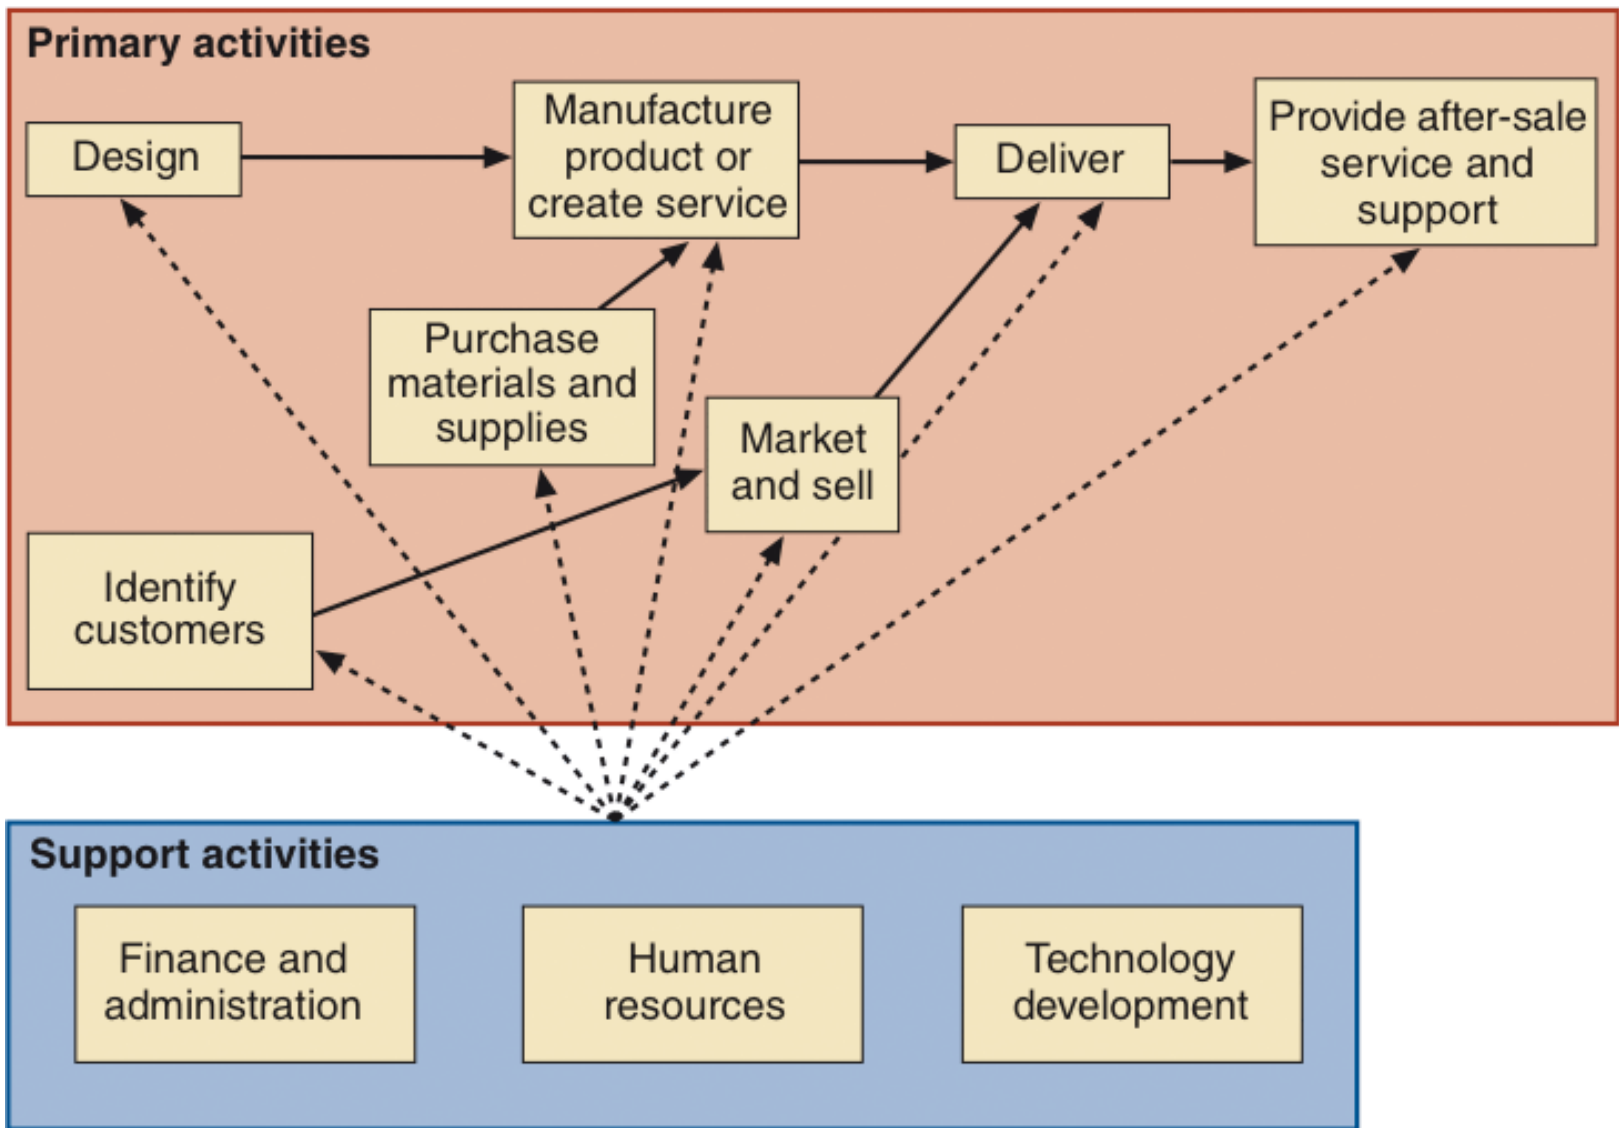 Primary activities
Design
Manufacture
product or
create service
Deliver
Provide after-sale
service and
support
Purchase
materials and
supplies
Market
and sell
Identify
customers
Support activities
Finance and
administration
Human
resources
Technology
development